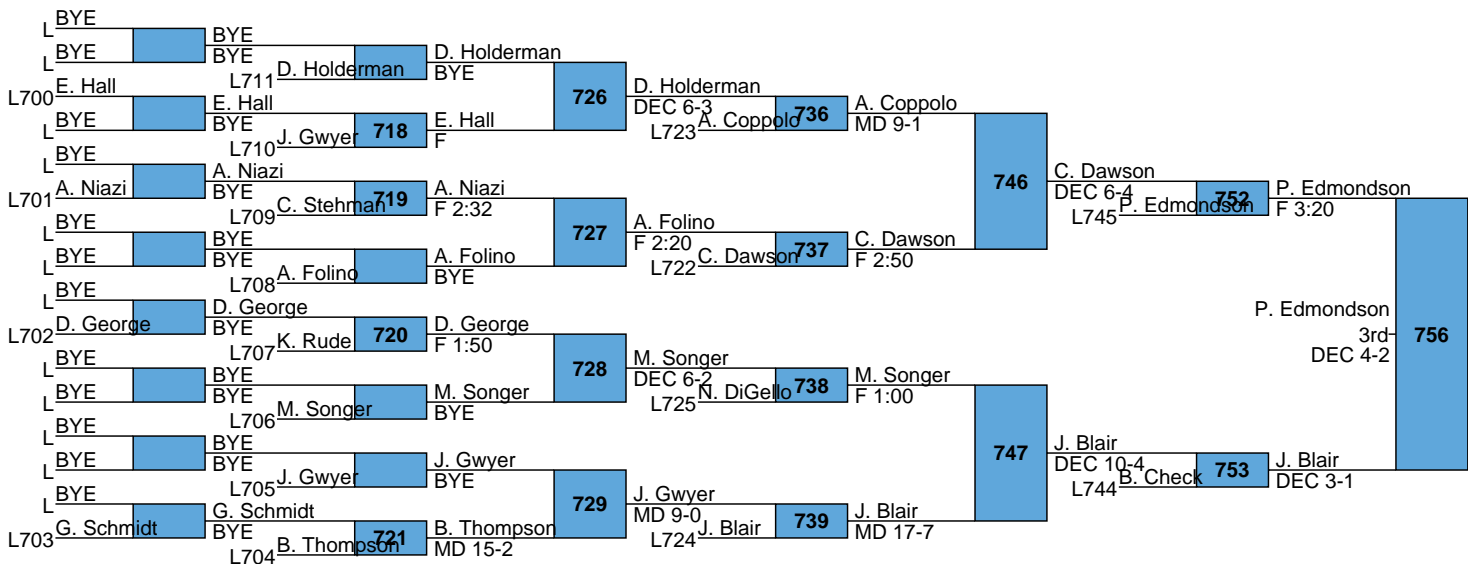 BYE
L
BYE
L
BYE
BYE
L711 D. Holderman
D. Holderman
BYE
L700 E. Hall
BYE
L
E. Hall
BYE
L710 J. Gwyer
718
E. Hall
F
726
D. Holderman
DEC 6-3
L723 A. Coppolo
736
A. Coppolo
MD 9-1
BYE
L
L701 A. Niazi
A. Niazi
BYE
L709 C. Stehman
719
A. Niazi
F 2:32
BYE
L
BYE
L
BYE
BYE
L708 A. Folino
A. Folino
BYE
727
A. Folino
F 2:20
L722 C. Dawson
737
C. Dawson
F 2:50
746
C. Dawson
DEC 6-4
L745 P. Edmondson
752
P. Edmondson
F 3:20
BYE
L
L702 D. George
D. George
BYE
L707 K. Rude
720
D. George
F 1:50
BYE
L
BYE
L
BYE
BYE
L706 M. Songer
M. Songer
BYE
728
M. Songer
DEC 6-2
L725 N. DiGello
738
M. Songer
F 1:00
BYE
L
BYE
L
BYE
BYE
L705 J. Gwyer
J. Gwyer
BYE
BYE
L
L703 G. Schmidt
G. Schmidt
BYE
L704 B. Thompson
721
B. Thompson
MD 15-2
729
J. Gwyer
MD 9-0
L724 J. Blair
739
J. Blair
MD 17-7
747
J. Blair
DEC 10-4
L744 B. Check
753
J. Blair
DEC 3-1
P. Edmondson
3rd
DEC 4-2
756